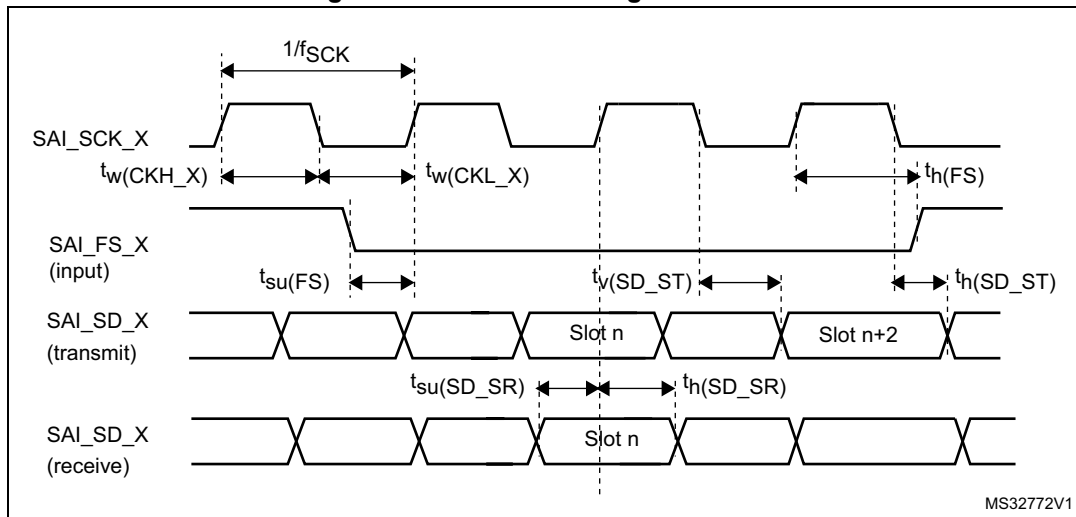 1/fSCK
SAI_SCK_X
tw(CKH_X)
tw(CKL_X)
th(FS)
SAI_FS_X
(input)
tsu(FS)
tv(SD_ST)
th(SD_ST)
SAI_SD_X
(transmit)
Slot n
Slot n+2
tsu(SD_SR)
th(SD_SR)
SAI_SD_X
(receive)
Slot n
MS32772V1